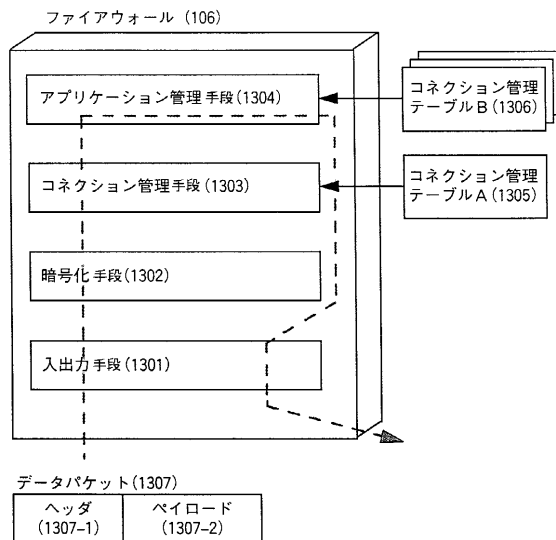 ファイアウォール (106)
アプリケーション管理手段(1304)
コネクション管理
テーブルB(1306)
コネクション管理手段(1303)
コネクション管理
テーブルA(1305)
暗号化手段(1302)
入出力手段(1301)
データパケット(1307)
ヘッダ
(1307-1)
ペイロード
(1307-2)